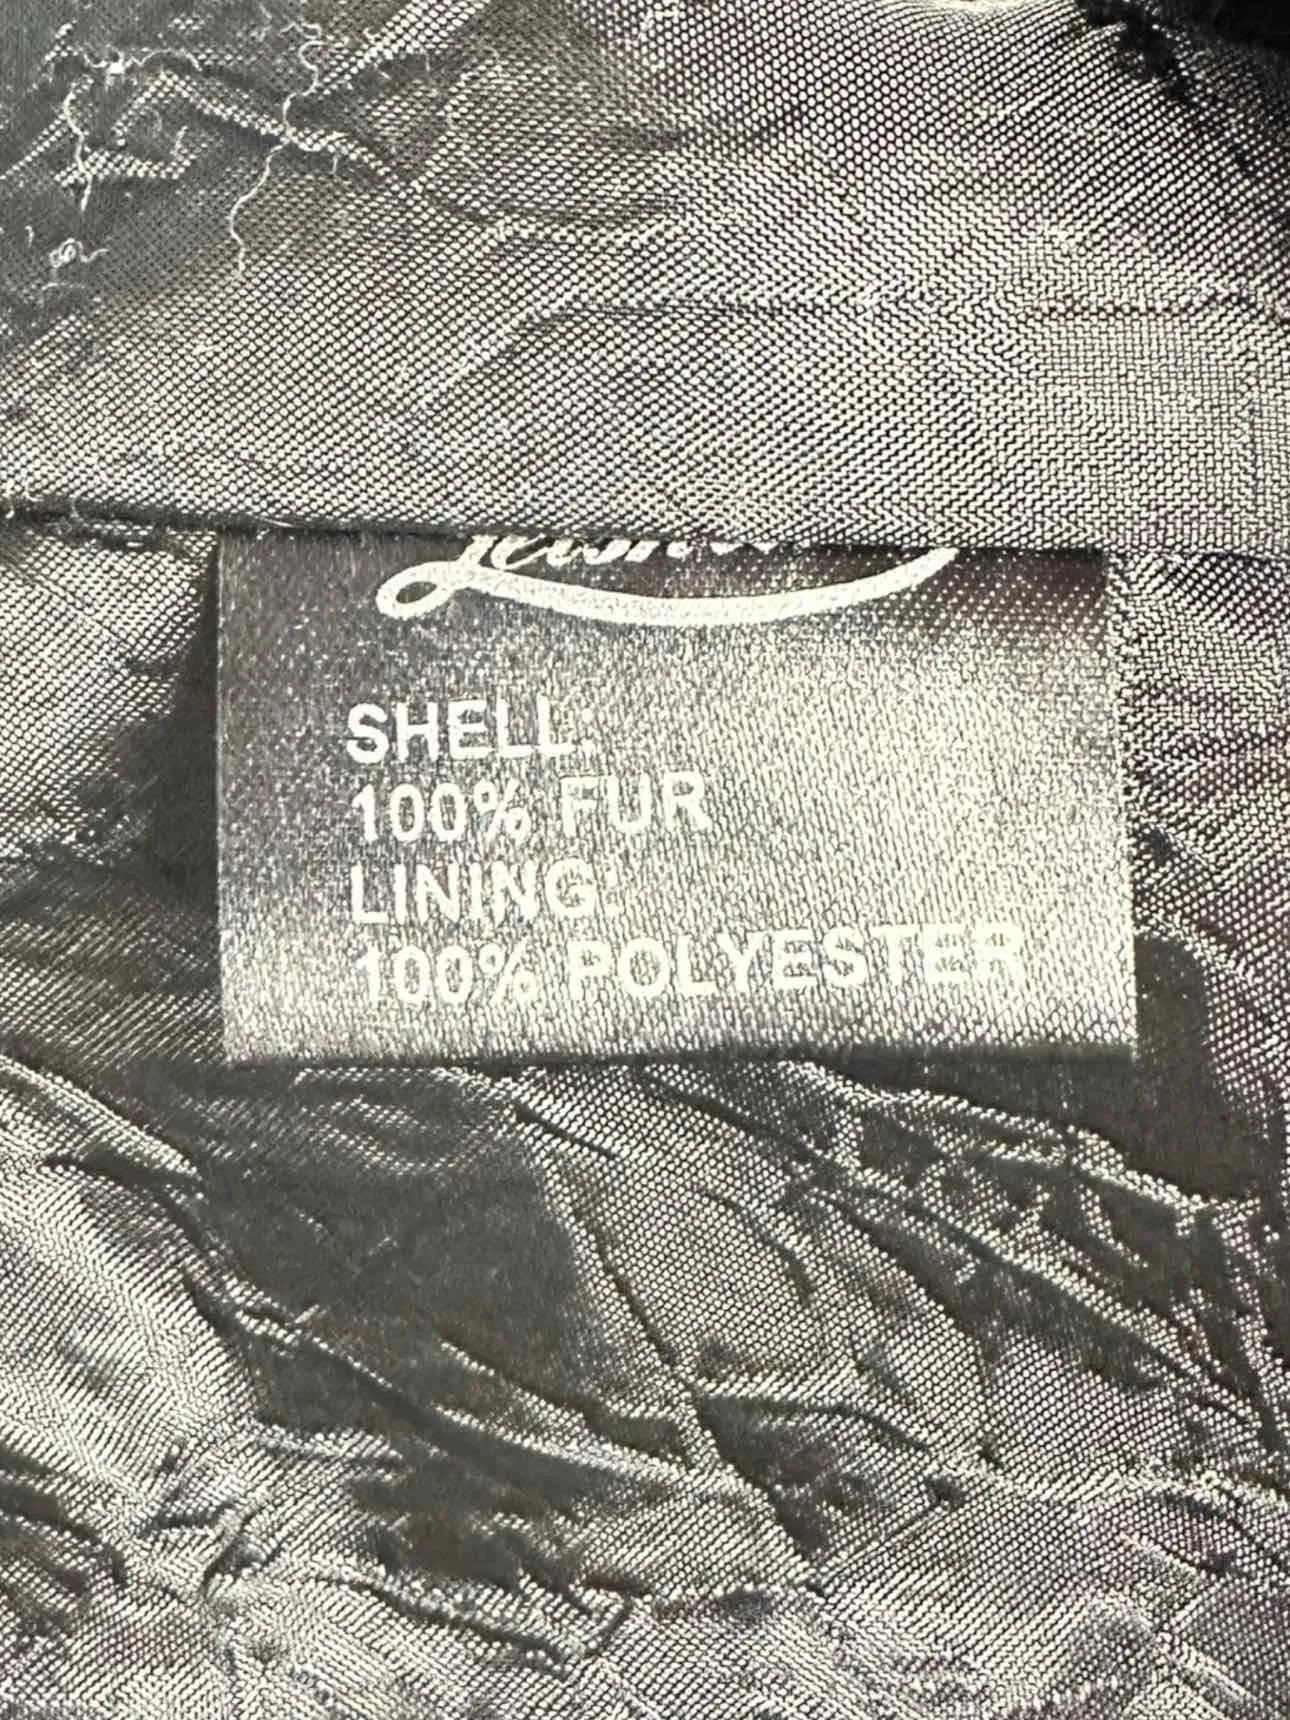 SHELL:
100% FUR
LINING:
100% POLYESTER